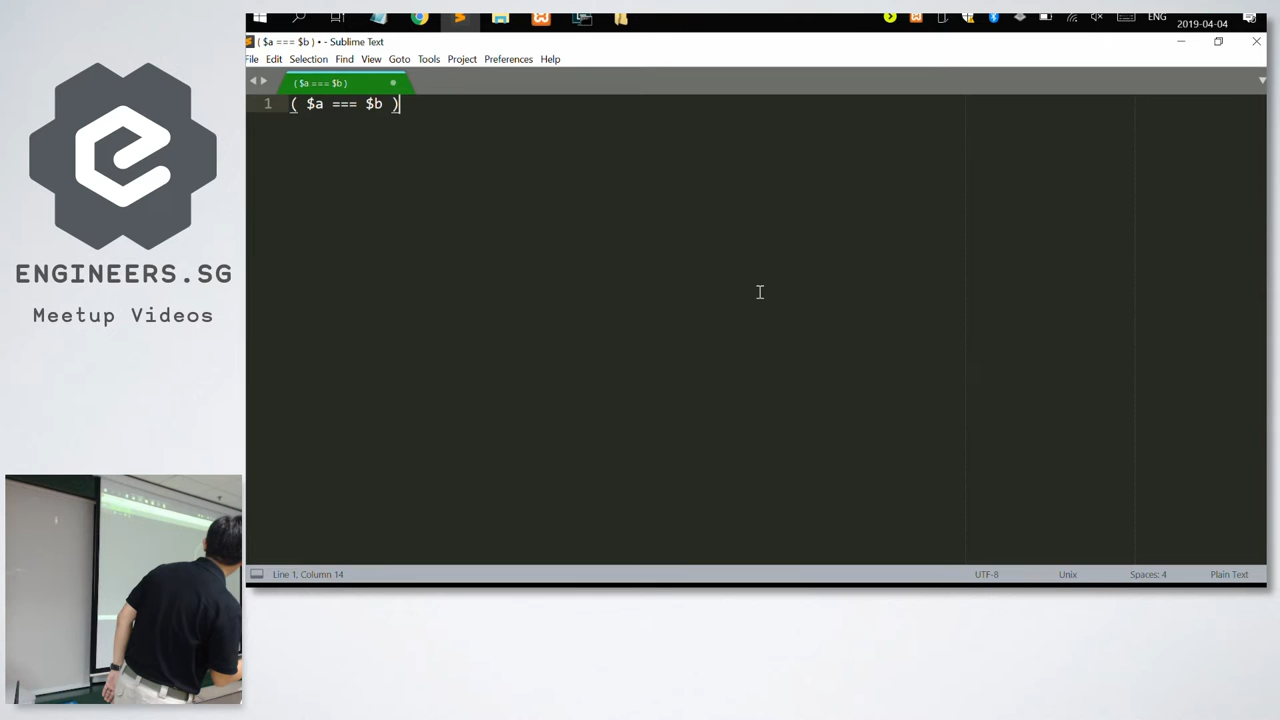 ENG
2019-04-04
( $a === $b ) • - Sublime Text
File Edit Selection Find View Goto Tools Project Preferences Help
( $a === $b )
1 ( $a === $b )
ENGINEERS.SG
Meetup Videos
Line 1, Column 14
UTF-8 Unix Spaces: 4 Plain Text